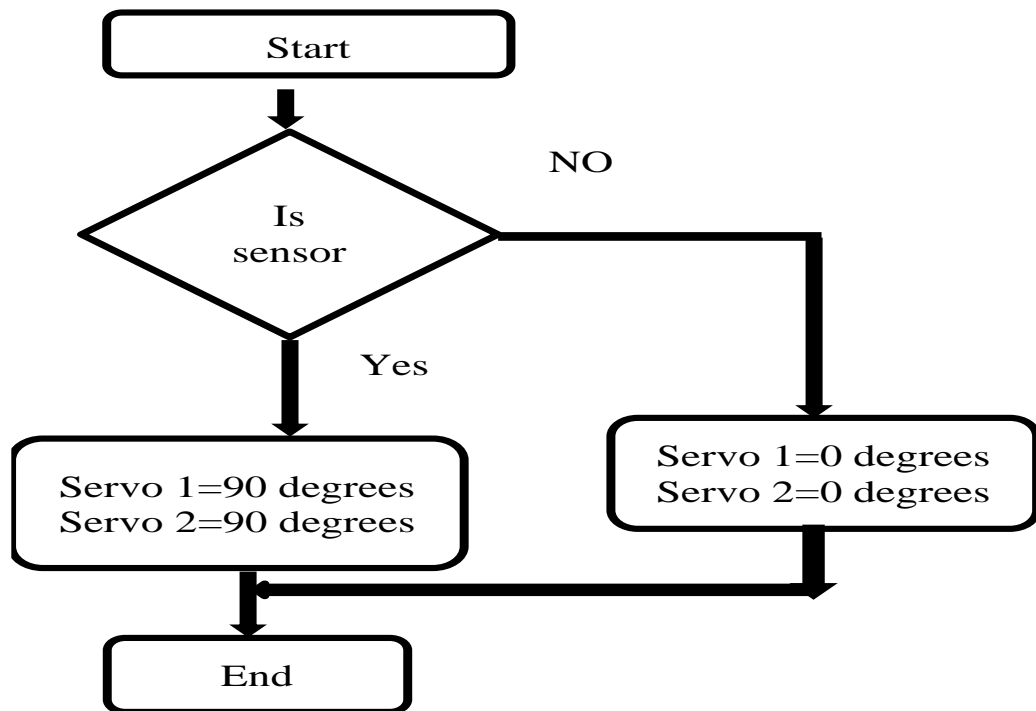 Start
NO
Is
sensor
Yes
Servo 1=90 degrees
Servo 2=90 degrees
Servo 1=0 degrees
Servo 2=0 degrees
End